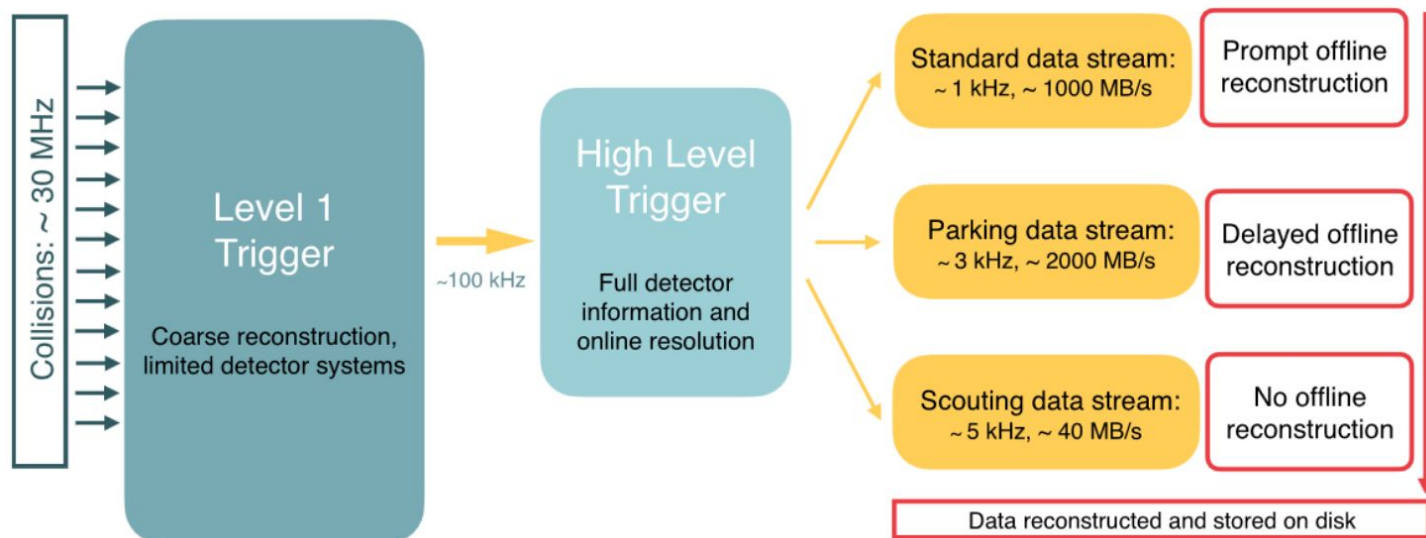 Collisions: ~ 30 MHz
Level 1
Trigger
Coarse reconstruction,
limited detector systems
~100 kHz
High Level
Trigger
Full detector
information and
online resolution
Standard data stream:
~ 1 kHz, ~ 1000 MB/s
Prompt offline
reconstruction
Parking data stream:
~ 3 kHz, ~ 2000 MB/s
Delayed offline
reconstruction
Scouting data stream:
~ 5 kHz, ~ 40 MB/s
No offline
reconstruction
Data reconstructed and stored on disk